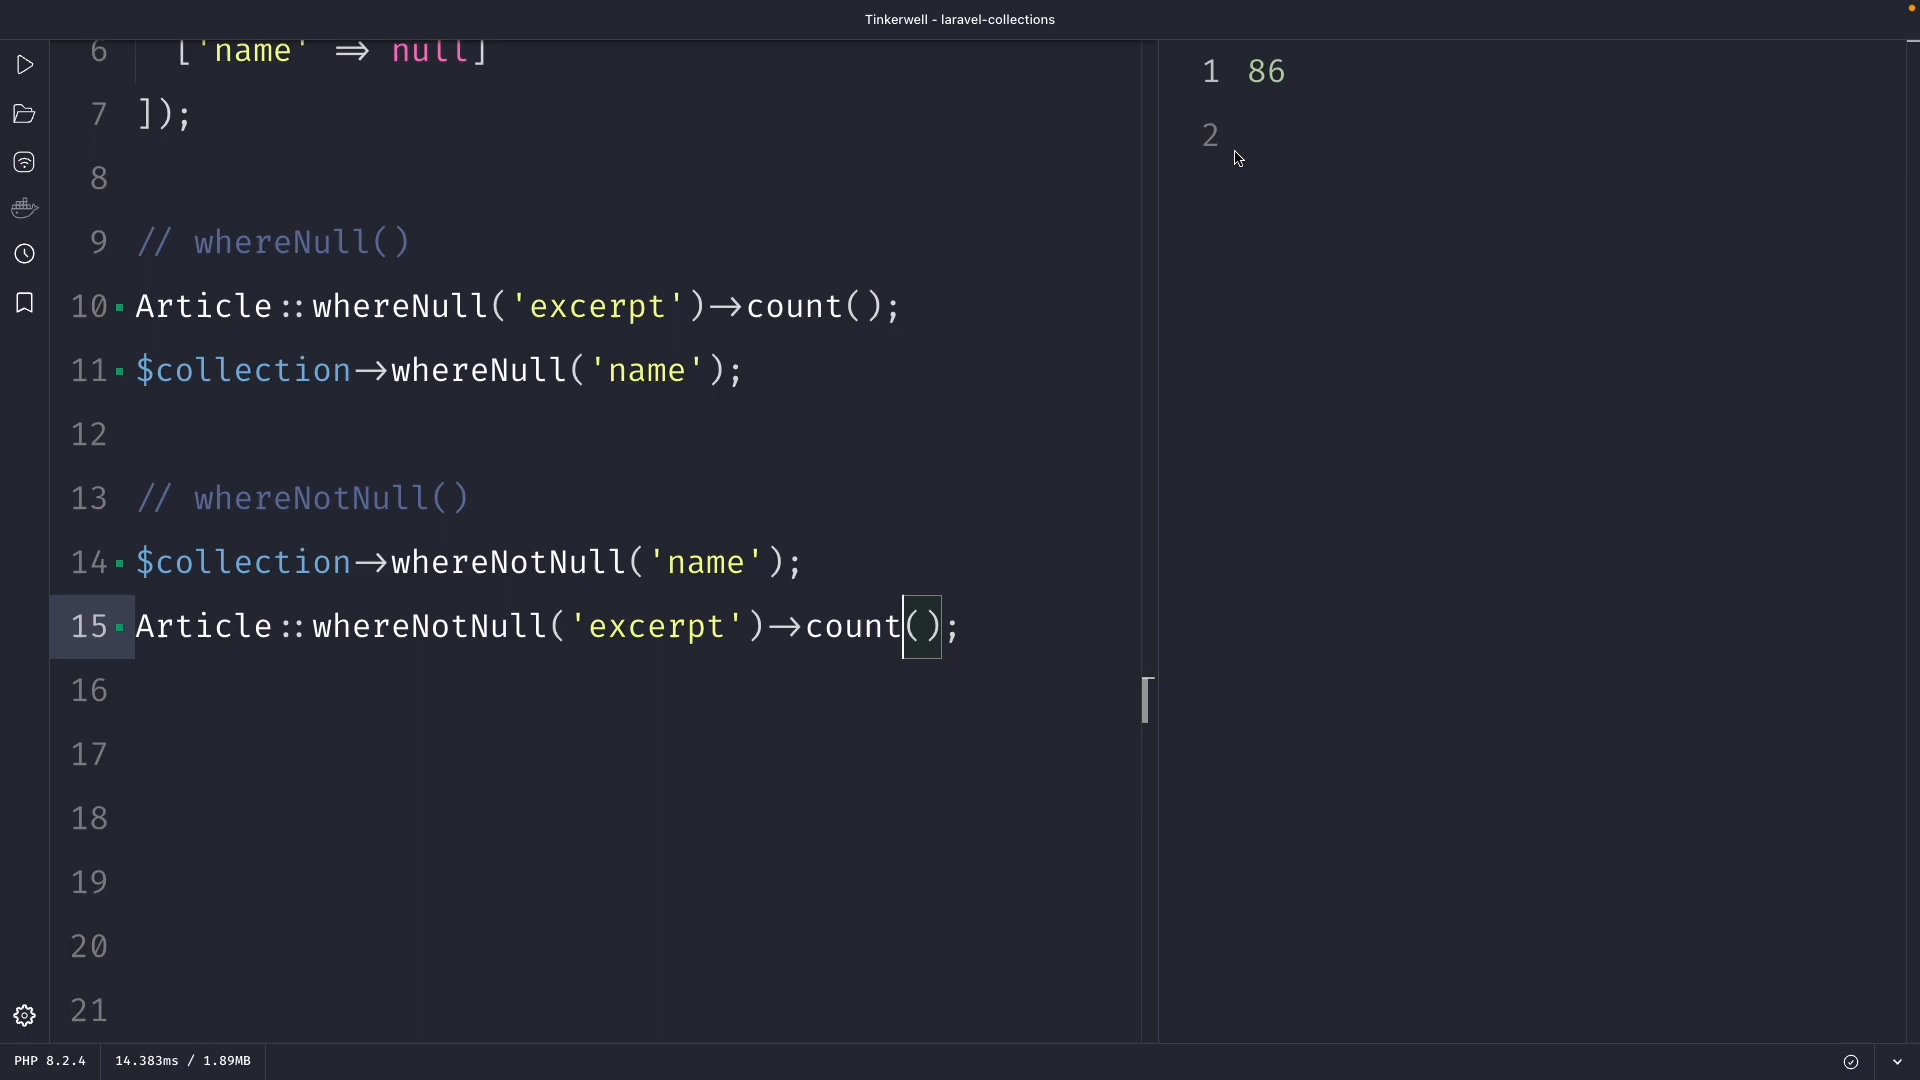 Tinkerwell - laravel-collections
6 ['name' => null]
7 ]);
8
9 // whereNull()
10 Article::whereNull('excerpt')->count();
11 $collection->whereNull('name');
12
13 // whereNotNull()
14 $collection->whereNotNull('name');
15 Article::whereNotNull('excerpt')->count();
16
17
18
19
20
21
1 86
2
PHP 8.2.4 14.383ms / 1.89MB